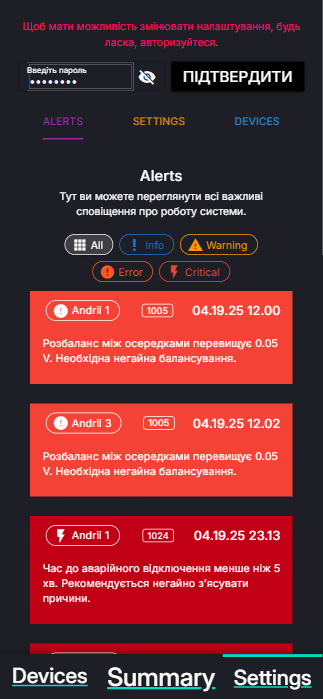 Щоб мати можливість змінювати налаштування, будь
ласка, авторизуйтеся.
Введіть пароль
ПІДТВЕРДИТИ
ALERTS SETTINGS DEVICES
Alerts
Тут ви можете переглянути всі важливі
сповіщення про роботу системи.
All Info Warning
Error Critical
Andrii 1 1005 04.19.25 12.00
Розбаланс між осередками перевищує 0.05
V. Необхідна негайна балансування.
Andrii 3 1005 04.19.25 12.02
Розбаланс між осередками перевищує 0.05
V. Необхідна негайна балансування.
Andrii 1 1024 04.19.25 23.13
Час до аварійного відключення менше ніж 5
хв. Рекомендується негайно з’ясувати
причини.
Devices Summary Settings